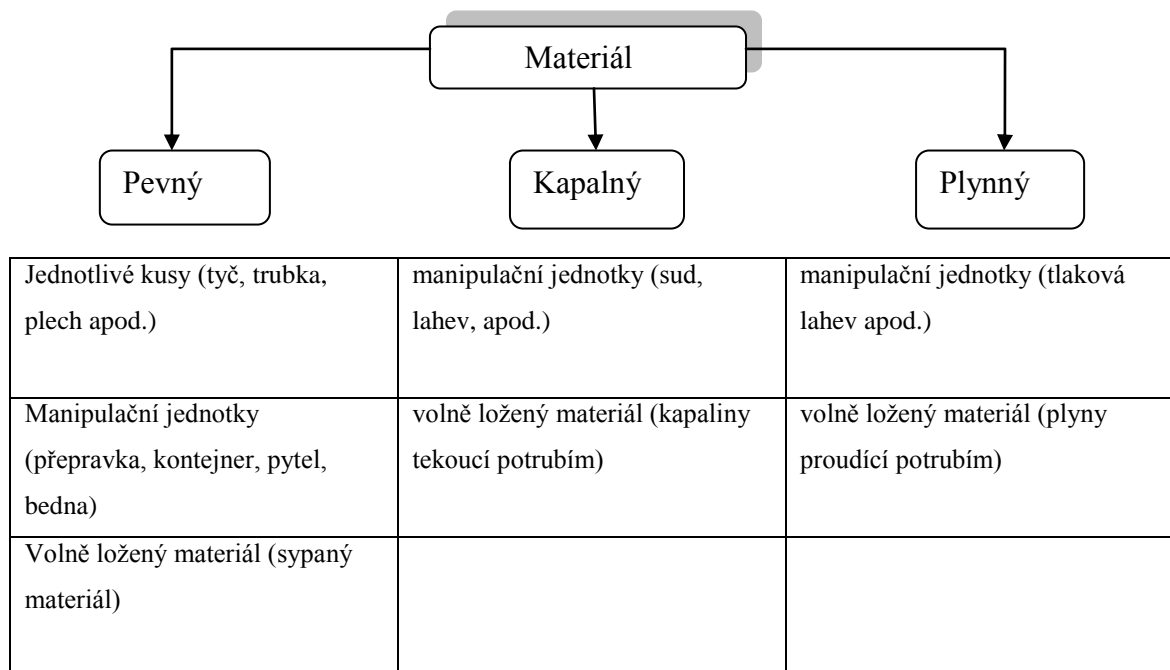 Materiál
Pevný
Kapalný
Plynný
Jednotlivé kusy (tyč, trubka,
plech apod.)
manipulační jednotky (sud,
lahev, apod.)
manipulační jednotky (tlaková
lahev apod.)
Manipulační jednotky
(přepravka, kontejner, pytel,
bedna)
volně ložený materiál (kapaliny
tekoucí potrubím)
volně ložený materiál (plyny
proudící potrubím)
Volně ložený materiál (sypaný
materiál)